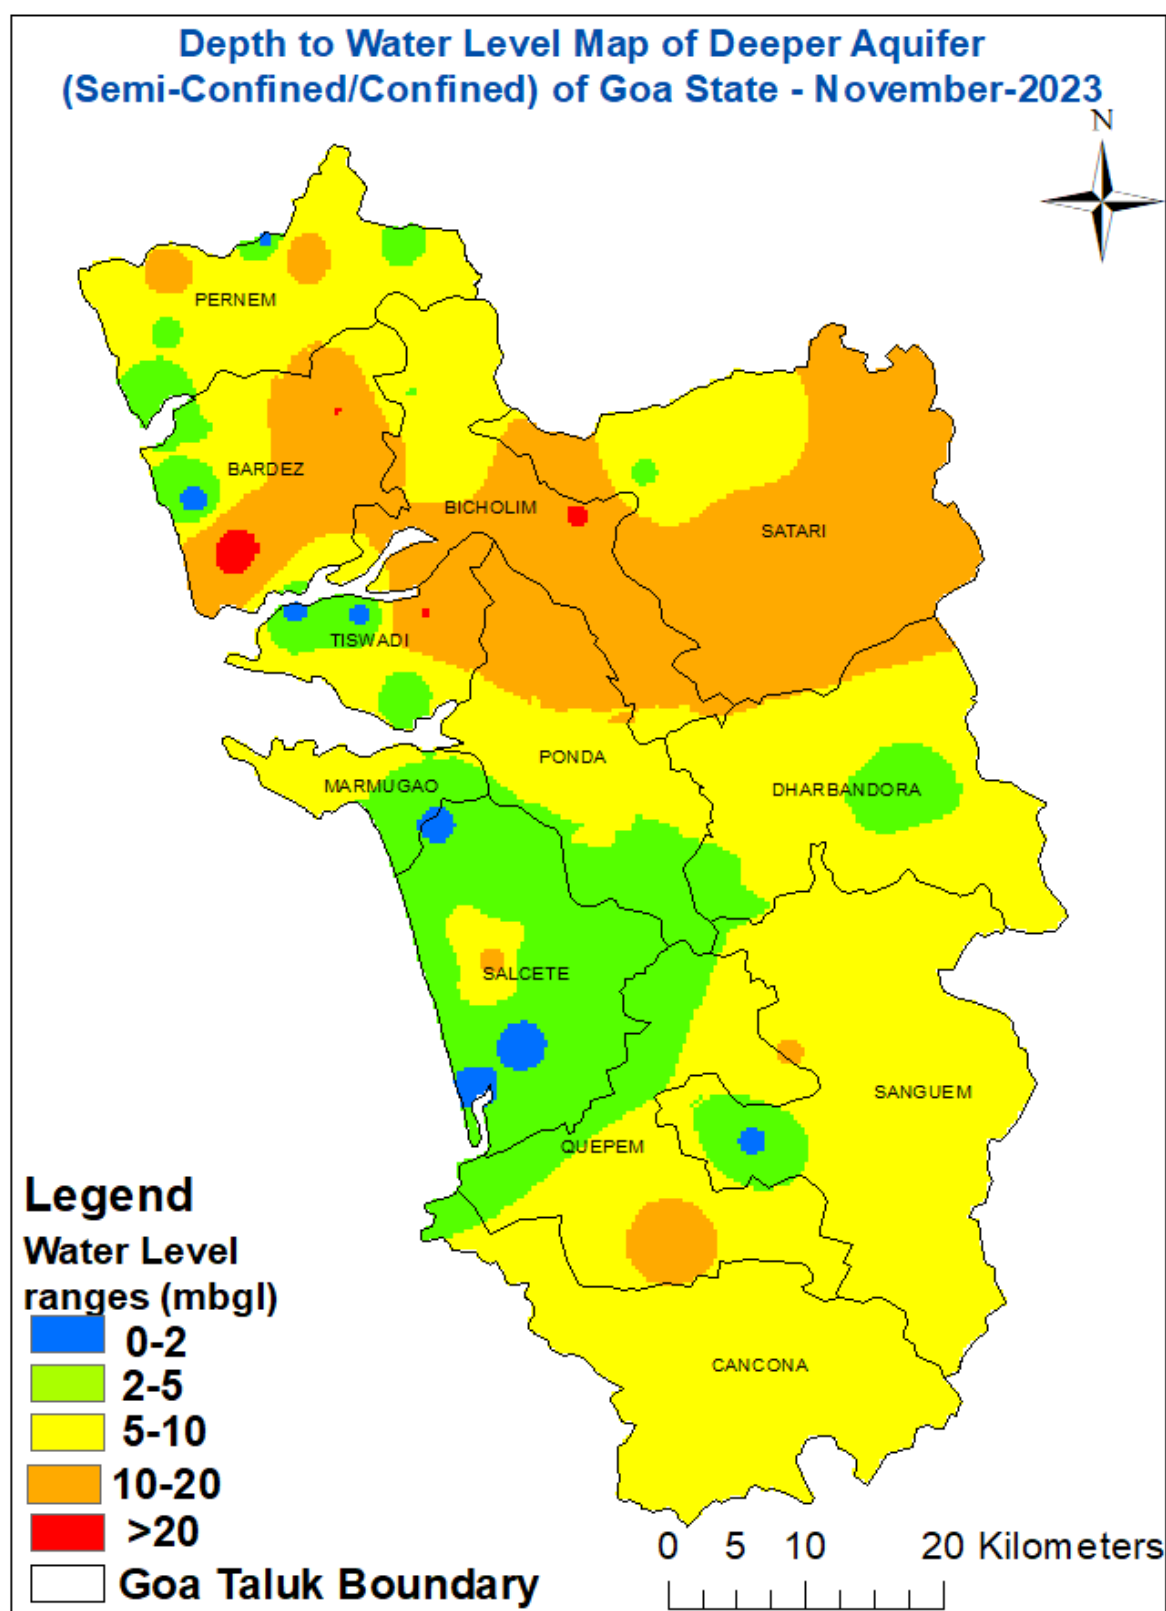 Depth to Water Level Map of Deeper Aquifer
(Semi-Confined/Confined) of Goa State - November-2023
N
PERNEM
BARDEZ
BICHOLIM
SATARI
TISWADI
PONDA
MARMUGAO
DHARBANDORA
SALCETE
SANGUEM
QUEPEM
CANCONA
Legend
Water Level
ranges (mbgl)
0-2
2-5
5-10
10-20
>20
Goa Taluk Boundary
0 5 10 20 Kilometers